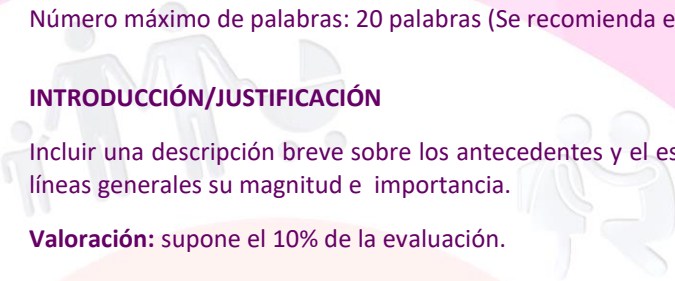 Número máximo de palabras: 20 palabras (Se recomienda e
INTRODUCCIÓN/JUSTIFICACIÓN
Incluir una descripción breve sobre los antecedentes y el es
líneas generales su magnitud e importancia.
Valoración: supone el 10% de la evaluación.